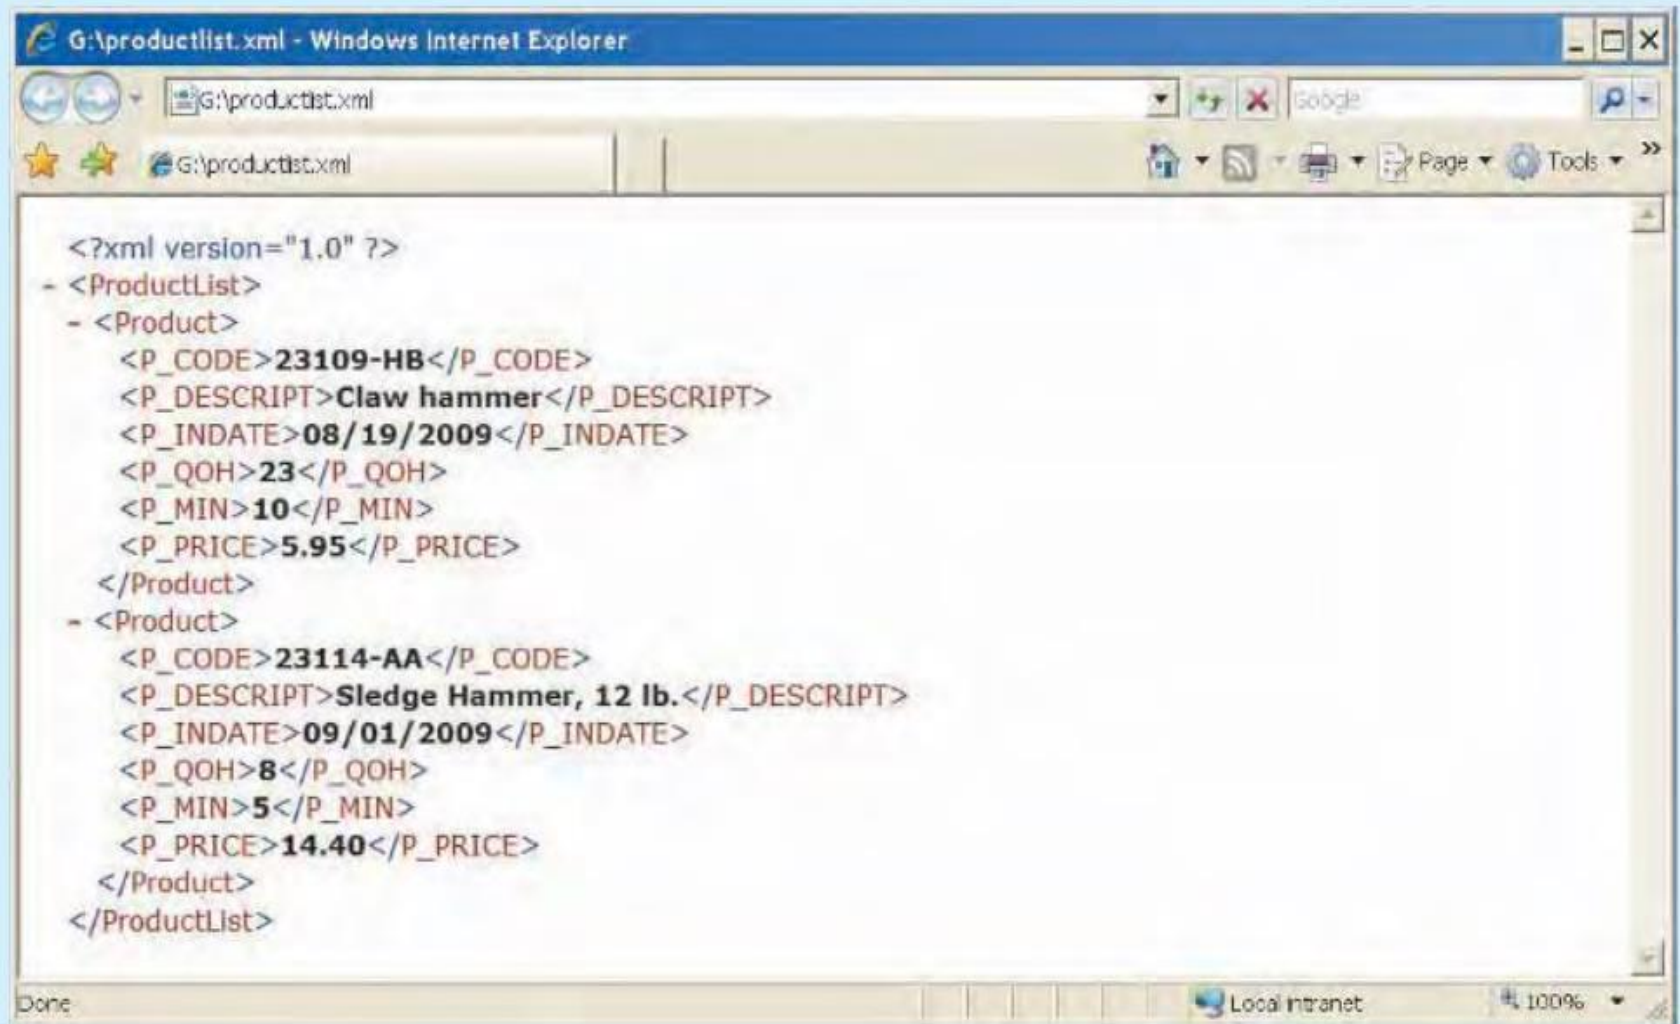 G:\productlist.xml - Windows Internet Explorer
G:\productlist.xml
Google
G:\productlist.xml
Page
Tools
»
<?xml version="1.0" ?>
- <ProductList>
- <Product>
<P_CODE>23109-HB</P_CODE>
<P_DESCRIPT>Claw hammer</P_DESCRIPT>
<P_INDATE>08/19/2009</P_INDATE>
<P_QOH>23</P_QOH>
<P_MIN>10</P_MIN>
<P_PRICE>5.95</P_PRICE>
</Product>
- <Product>
<P_CODE>23114-AA</P_CODE>
<P_DESCRIPT>Sledge Hammer, 12 lb.</P_DESCRIPT>
<P_INDATE>09/01/2009</P_INDATE>
<P_QOH>8</P_QOH>
<P_MIN>5</P_MIN>
<P_PRICE>14.40</P_PRICE>
</Product>
</ProductList>
Done
Local intranet
100%